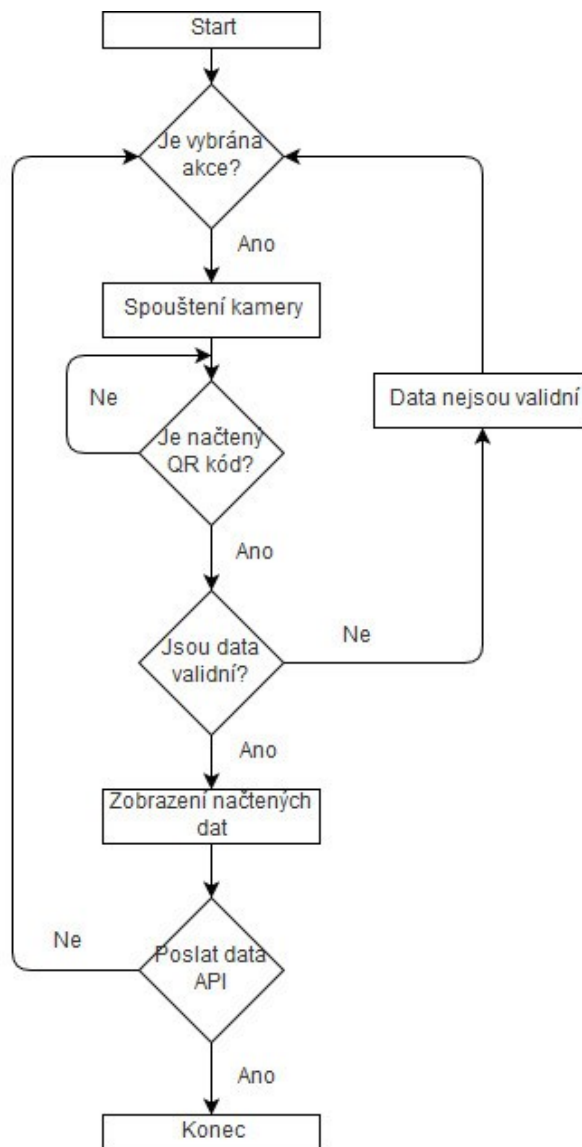 Start
Je vybrána
akce?
Ano
Spouštení kamery
Ne
Data nejsou validní
Je načtený
QR kód?
Ano
Jsou data
validní?
Ne
Ano
Zobrazení načtených
dat
Ne
Poslat data
API
Ano
Konec